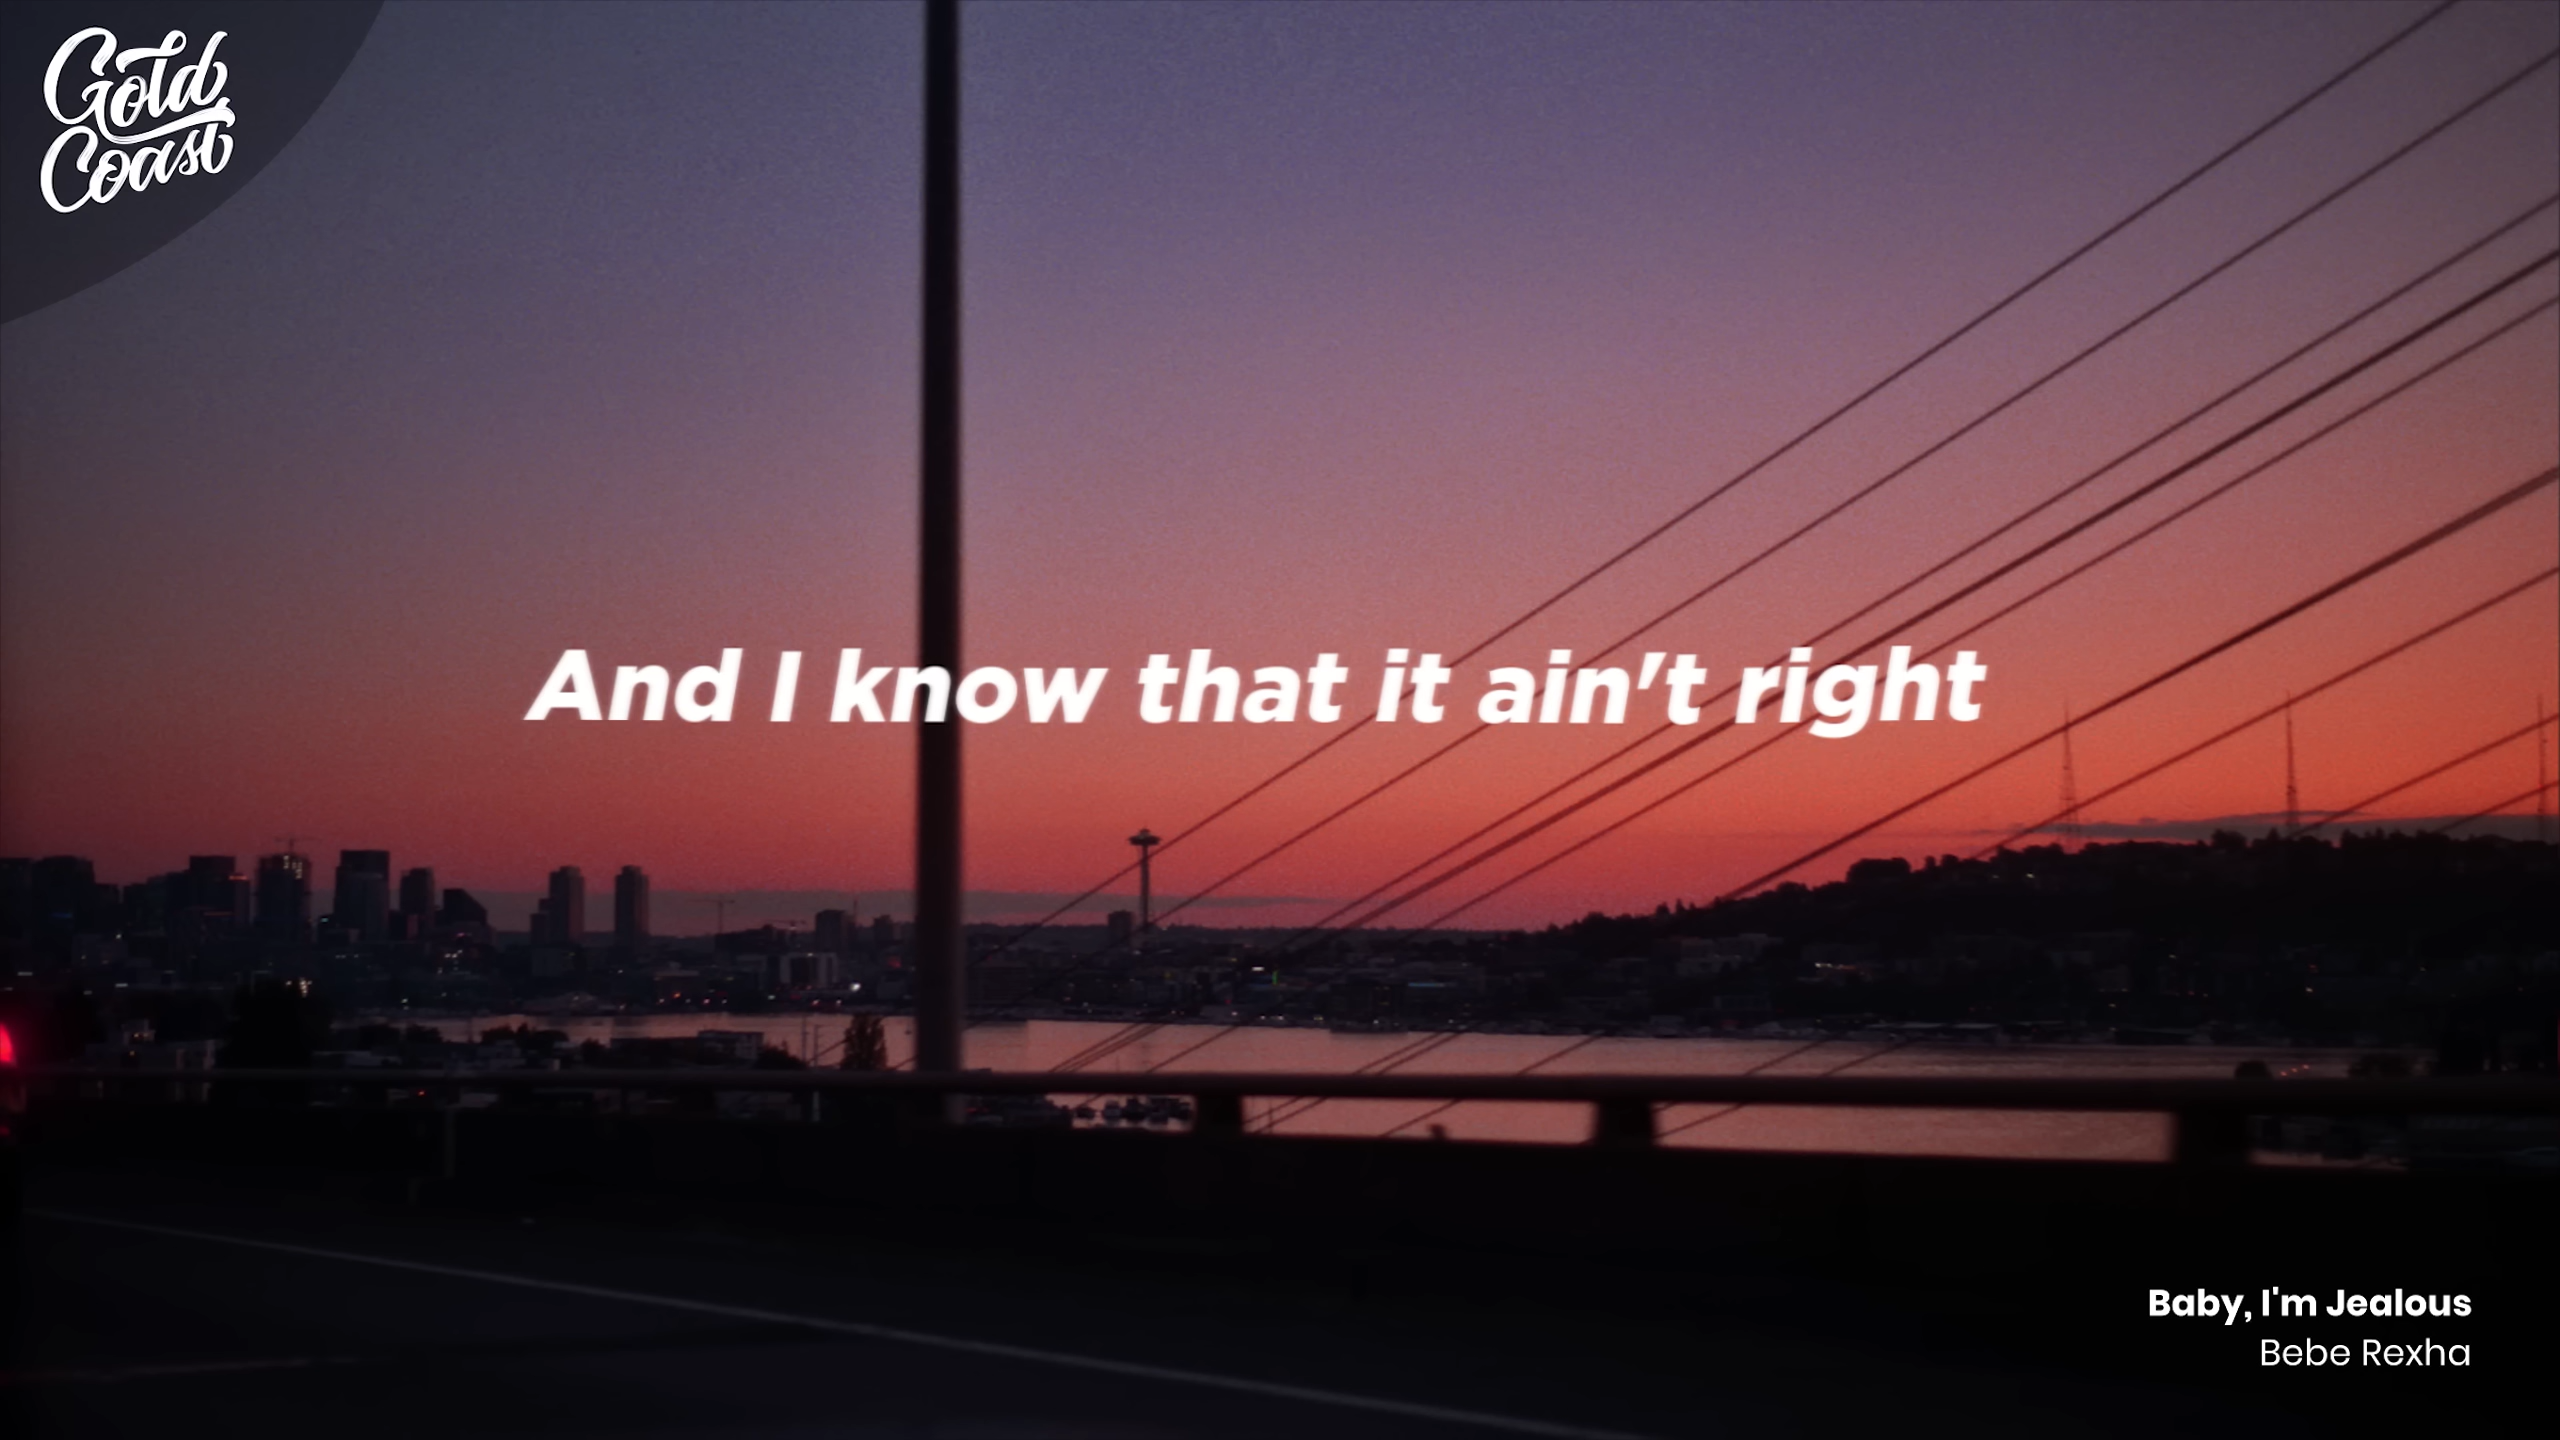 Gold
Coast
And I know that it ain't right
Baby, I'm Jealous
Bebe Rexha